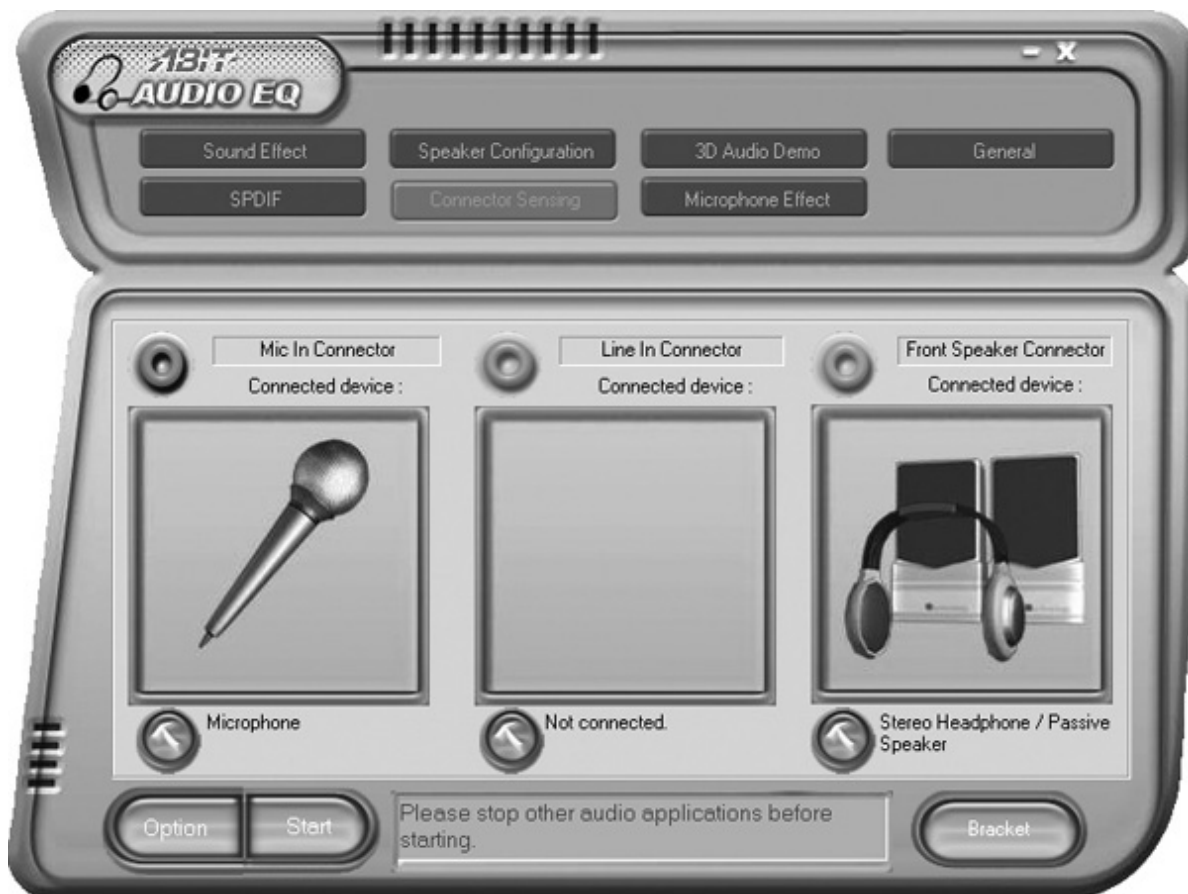 ABIT
AUDIO EQ
Sound Effect
Speaker Configuration
3D Audio Demo
General
SPDIF
Connector Sensing
Microphone Effect
Mic In Connector
Connected device :
Line In Connector
Connected device :
Front Speaker Connector
Connected device :
Microphone
Not connected.
Stereo Headphone / Passive
Speaker
Option
Start
Please stop other audio applications before
starting.
Bracket